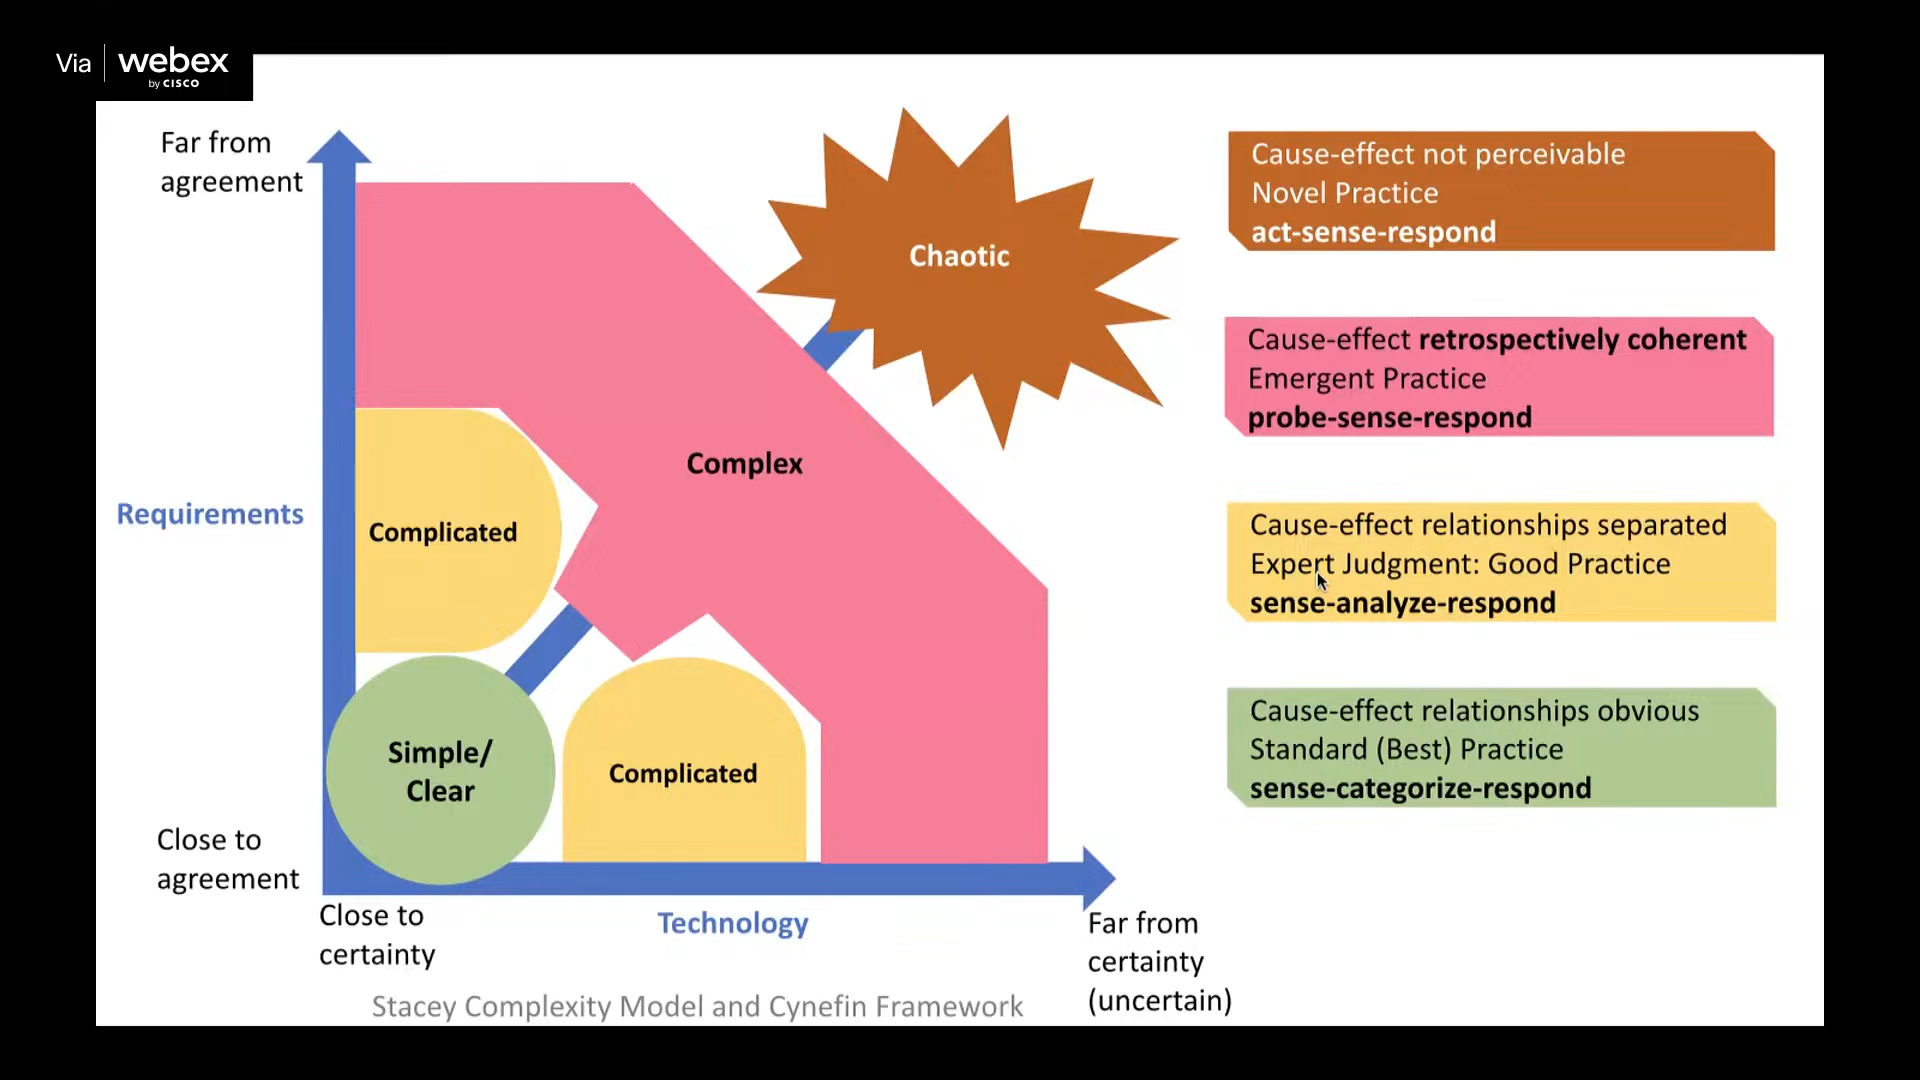 Via webex
by CISCO
Far from
agreement
Chaotic
Cause-effect not perceivable
Novel Practice
act-sense-respond
Cause-effect retrospectively coherent
Emergent Practice
probe-sense-respond
Complex
Requirements
Complicated
Cause-effect relationships separated
Expert Judgment: Good Practice
sense-analyze-respond
Simple/
Clear
Complicated
Cause-effect relationships obvious
Standard (Best) Practice
sense-categorize-respond
Close to
agreement
Close to
certainty
Technology
Far from
certainty
(uncertain)
Stacey Complexity Model and Cynefin Framework